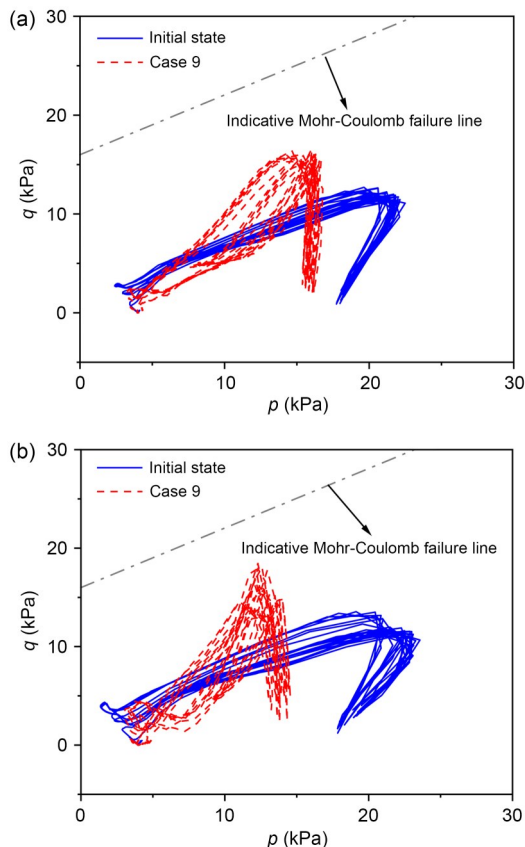 (a)
30
Initial state
Case 9
20
Indicative Mohr-Coulomb failure line
q (kPa)
10
0
0
10
20
30
p (kPa)
(b)
30
Initial state
Case 9
20
Indicative Mohr-Coulomb failure line
q (kPa)
10
0
0
10
20
30
p (kPa)